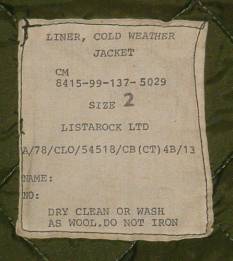 LINER, COLD WEATHER
JACKET
CM
8415-99-137-5029
SIZE 2
LISTAROCK LTD
A/78/CLO/54518/CB(CT)4B/13
NAME:
NO:
DRY CLEAN OR WASH
AS WOOL.DO NOT IRON